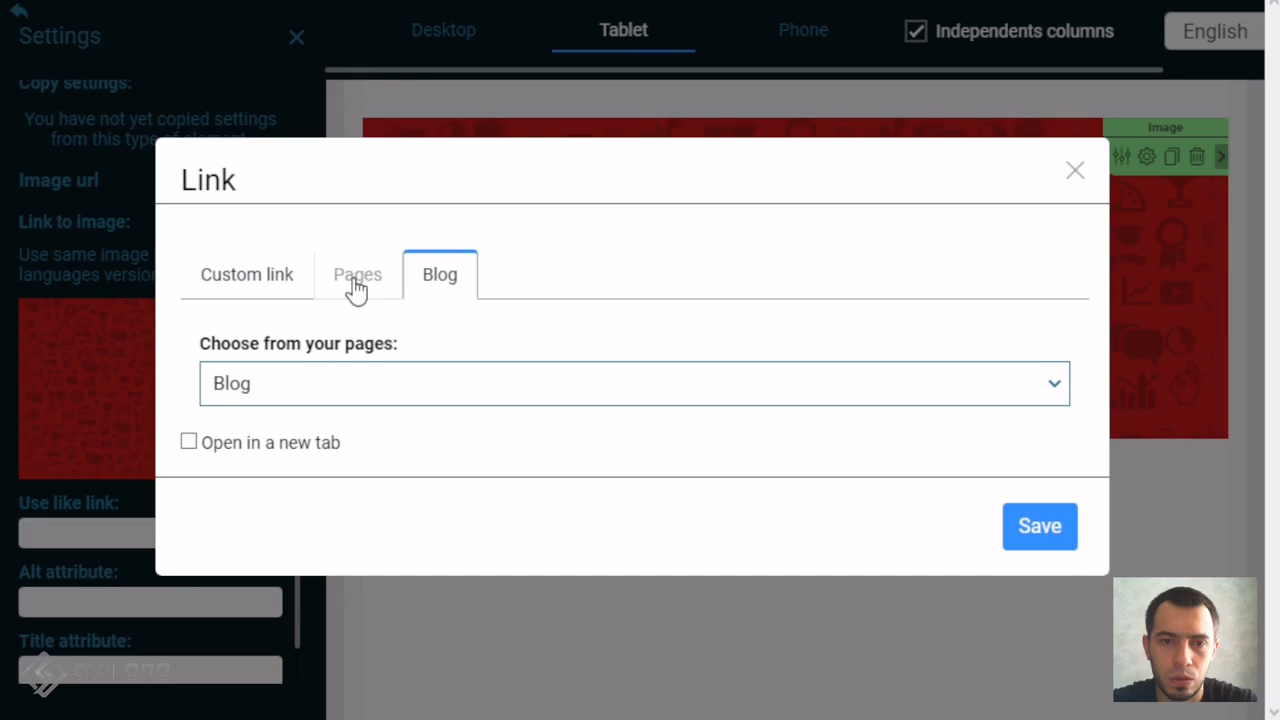 Settings
Desktop
Tablet
Phone
Independents columns
English
Copy settings:
You have not yet copied settings
from this type of element
Image url
Link to image:
Use same image
languages version
Image
Link
Custom link
Pages
Blog
Choose from your pages:
Blog
Open in a new tab
Save
Use like link:
Alt attribute:
Title attribute: